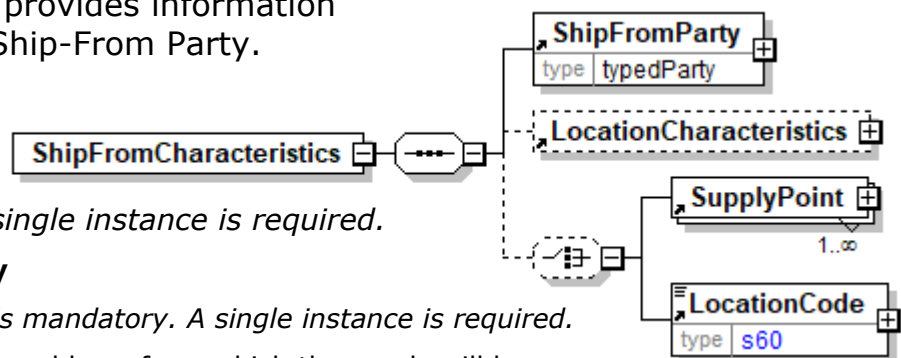 provides information
Ship-From Party.
ShipFromParty
type typedParty
LocationCharacteristics
ShipFromCharacteristics
single instance is required.
SupplyPoint
1..∞
s mandatory. A single instance is required.
LocationCode
type s60